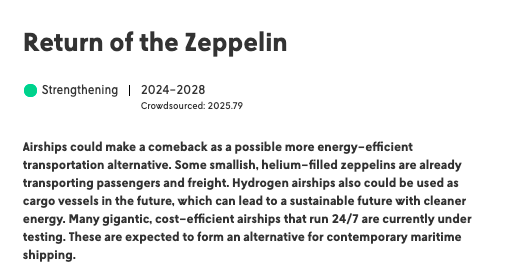 Return of the Zeppelin
Strengthening | 2024–2028
Crowdsourced: 2025.79
Airships could make a comeback as a possible more energy-efficient
transportation alternative. Some smallish, helium-filled zeppelins are already
transporting passengers and freight. Hydrogen airships also could be used as
cargo vessels in the future, which can lead to a sustainable future with cleaner
energy. Many gigantic, cost-efficient airships that run 24/7 are currently under
testing. These are expected to form an alternative for contemporary maritime
shipping.